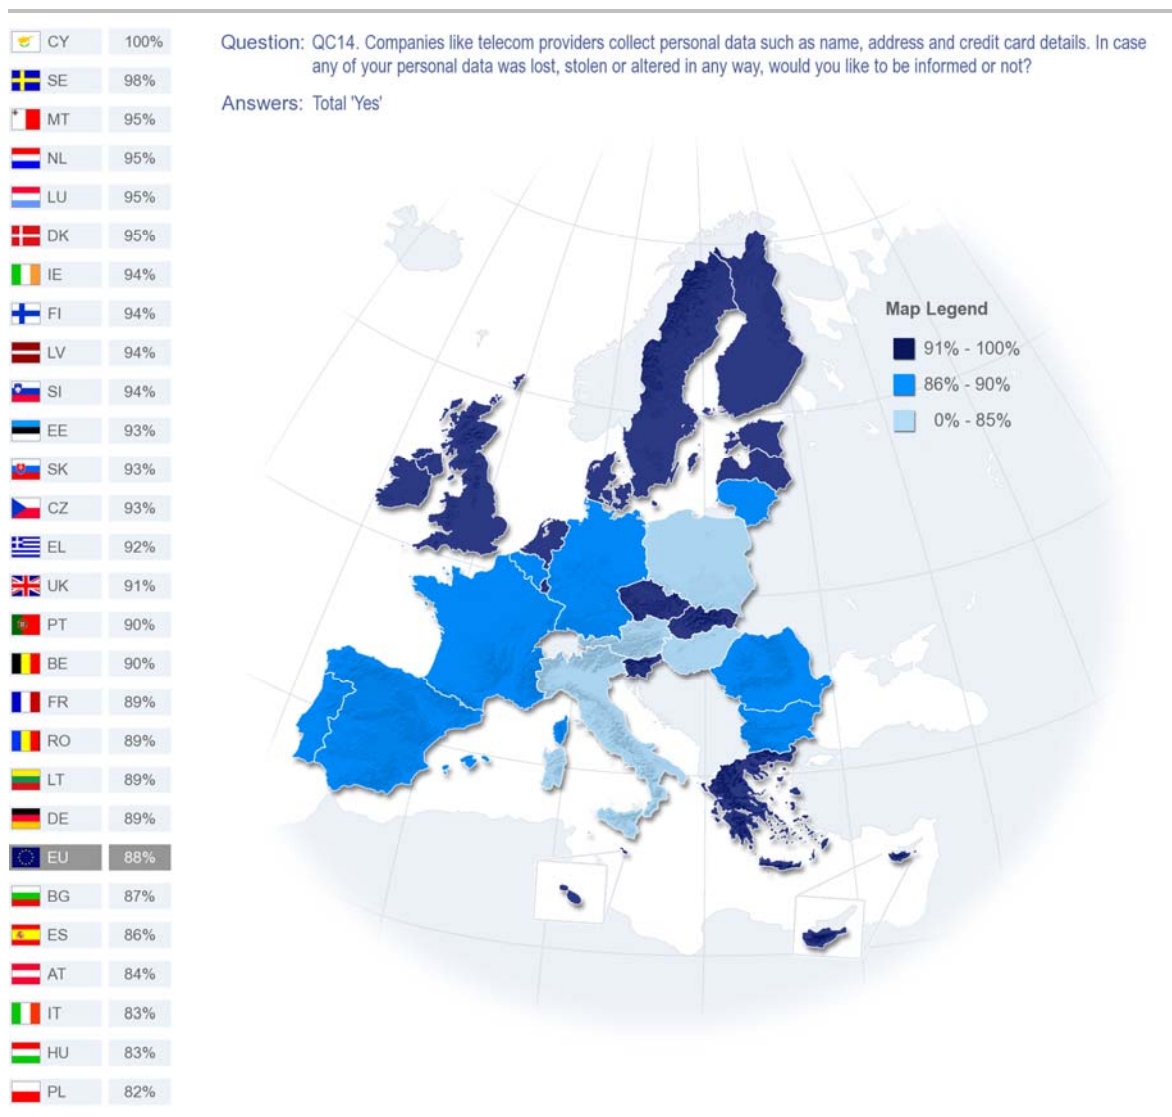 Question: QC14. Companies like telecom providers collect personal data such as name, address and credit card details. In case
any of your personal data was lost, stolen or altered in any way, would you like to be informed or not?
Answers: Total 'Yes'
CY 100%
SE 98%
MT 95%
NL 95%
LU 95%
DK 95%
IE 94%
FI 94%
LV 94%
SI 94%
EE 93%
SK 93%
CZ 93%
EL 92%
UK 91%
PT 90%
BE 90%
FR 89%
RO 89%
LT 89%
DE 89%
EU 88%
BG 87%
ES 86%
AT 84%
IT 83%
HU 83%
PL 82%
Map Legend
91% - 100%
86% - 90%
0% - 85%